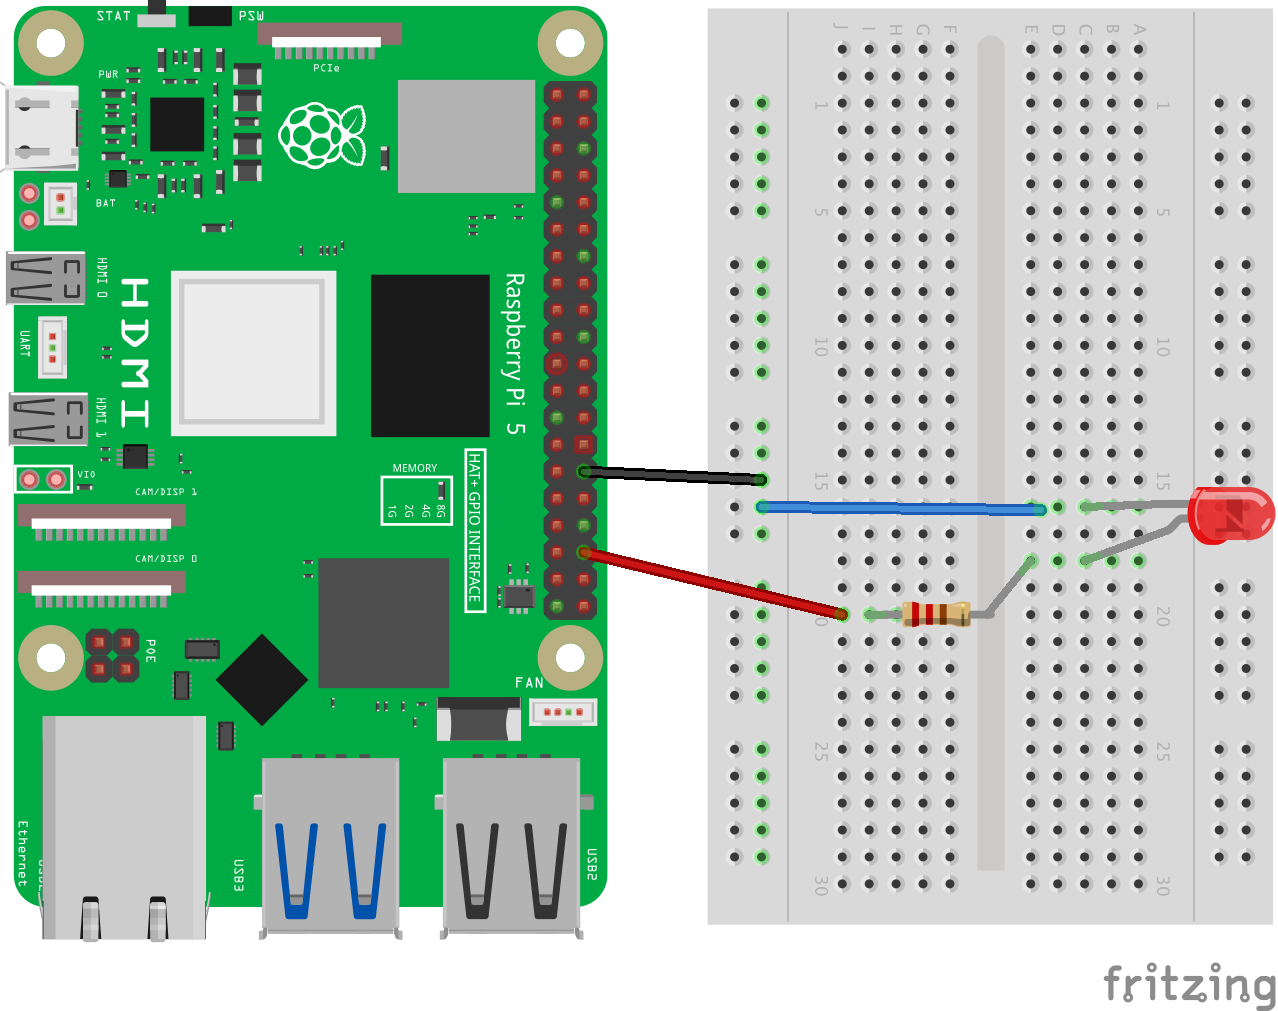 STAT
PSW
PCIe
PWR
BAT
HDMI 0
HDMI
UART
HDMI 1
VIO
CAM/DISP 1
CAM/DISP 0
Raspberry Pi 5
MEMORY
1G 2G 4G 8G
HAT+ GPIO INTERFACE
POE
FAN
Ethernet
USB3
USB5
J I H G F E D C B A
1 1
5 5
10 10
15 15
20
25 25
30 30
fritzing